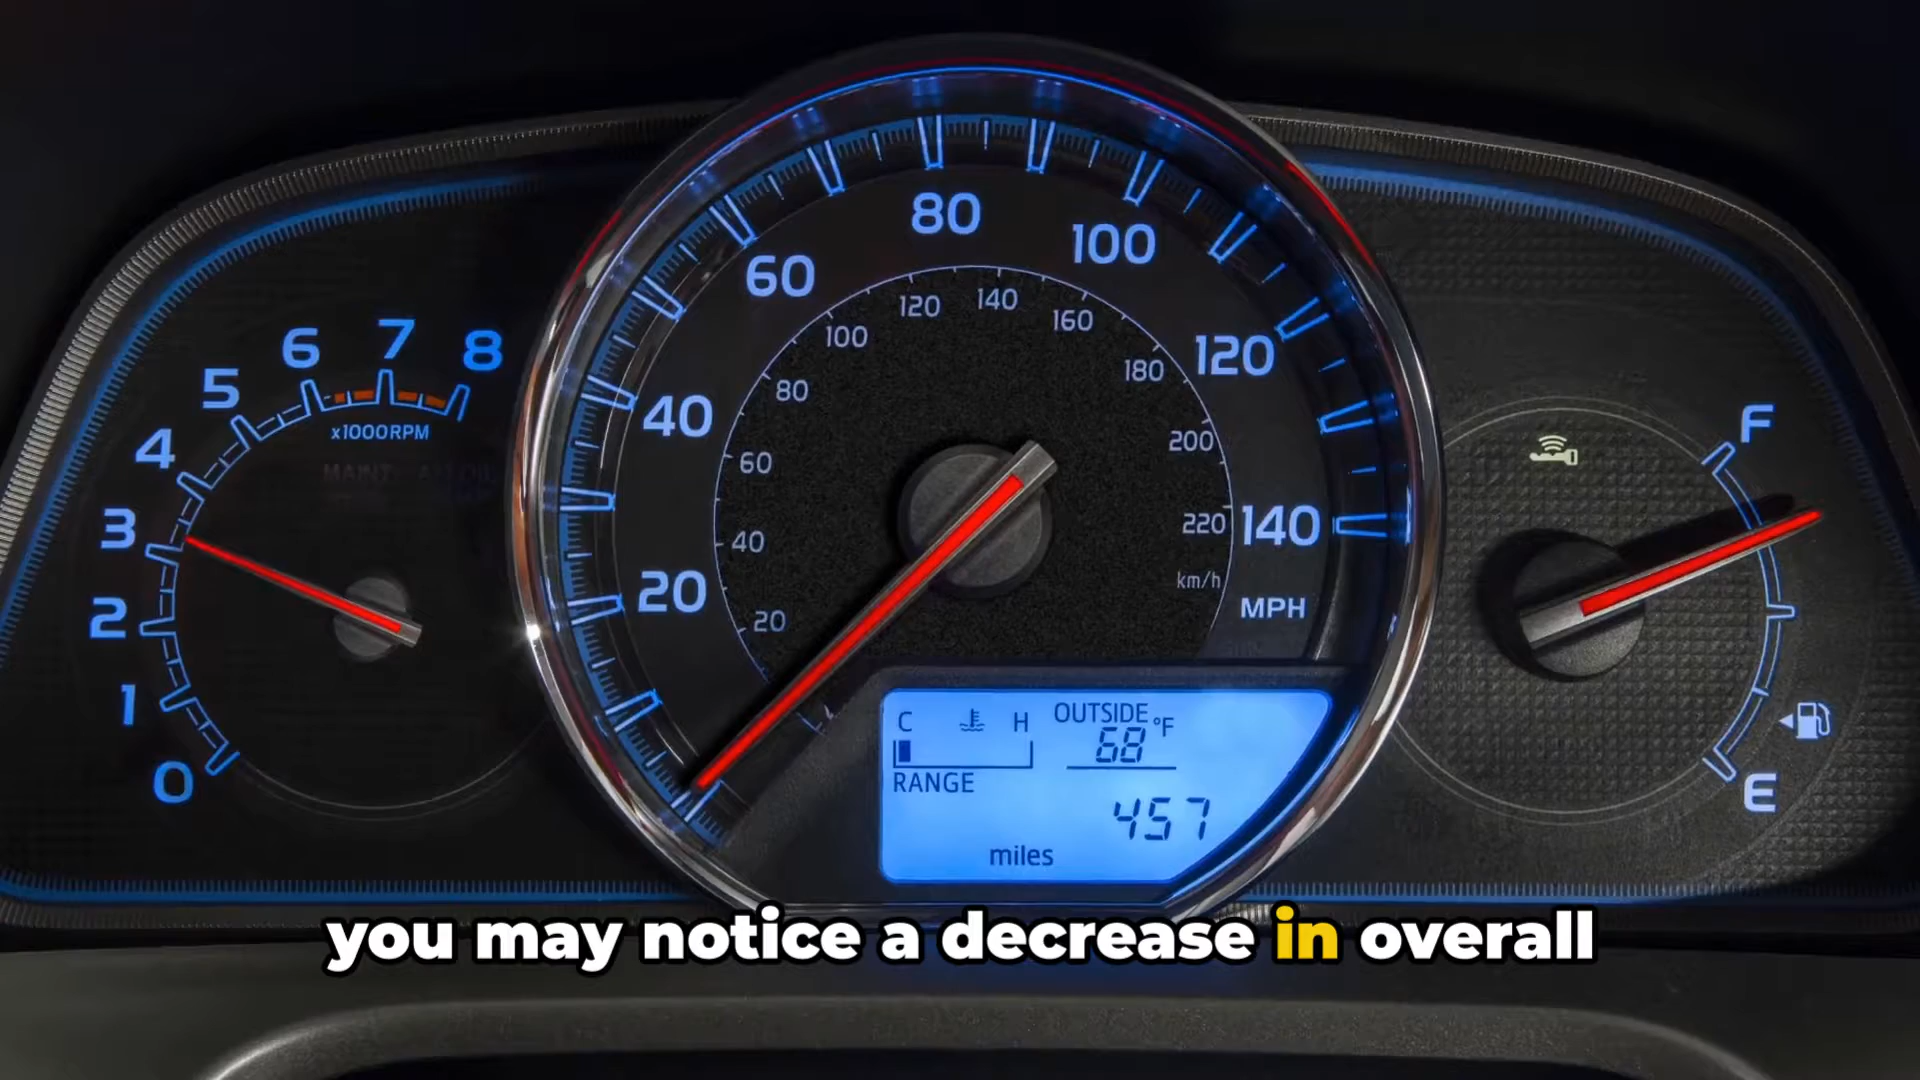 0
1
2
3
4
5
6
7
8
x1000RPM
MAINT
20
40
60
80
100
120
140
MPH
20
40
60
80
100
120
140
160
180
200
220
km/h
C H OUTSIDE °F
68
RANGE
457
miles
F
E
you may notice a decrease in overall